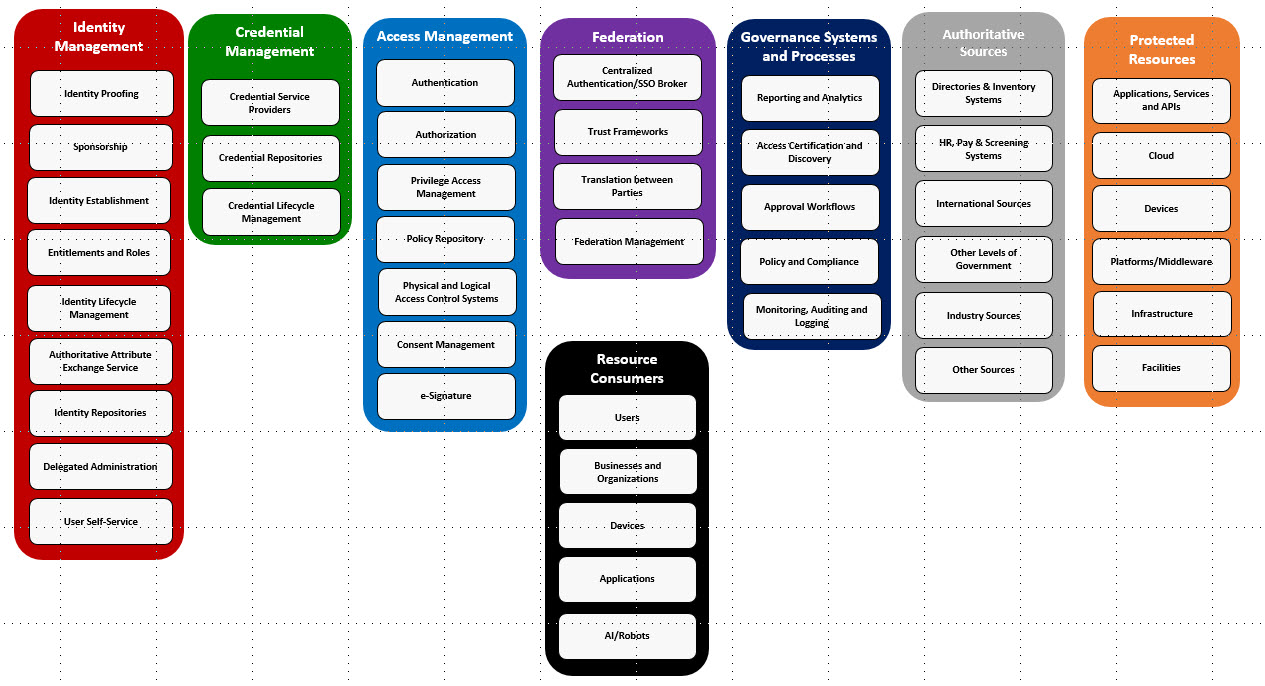 Identity
Management
Identity Proofing
Sponsorship
Identity Establishment
Entitlements and Roles
Identity Lifecycle
Management
Authoritative Attribute
Exchange Service
Identity Repositories
Delegated Administration
User Self-Service
Credential
Management
Credential Service
Providers
Credential Repositories
Credential Lifecycle
Management
Access Management
Authentication
Authorization
Privilege Access
Management
Policy Repository
Physical and Logical
Access Control Systems
Consent Management
e-Signature
Federation
Centralized
Authentication/SSO Broker
Trust Frameworks
Translation between
Parties
Federation Management
Resource
Consumers
Users
Businesses and
Organizations
Devices
Applications
AI/Robots
Governance Systems
and Processes
Reporting and Analytics
Access Certification and
Discovery
Approval Workflows
Policy and Compliance
Monitoring, Auditing and
Logging
Authoritative
Sources
Directories & Inventory
Systems
HR, Pay & Screening
Systems
International Sources
Other Levels of
Government
Industry Sources
Other Sources
Protected
Resources
Applications, Services
and APIs
Cloud
Devices
Platforms/Middleware
Infrastructure
Facilities